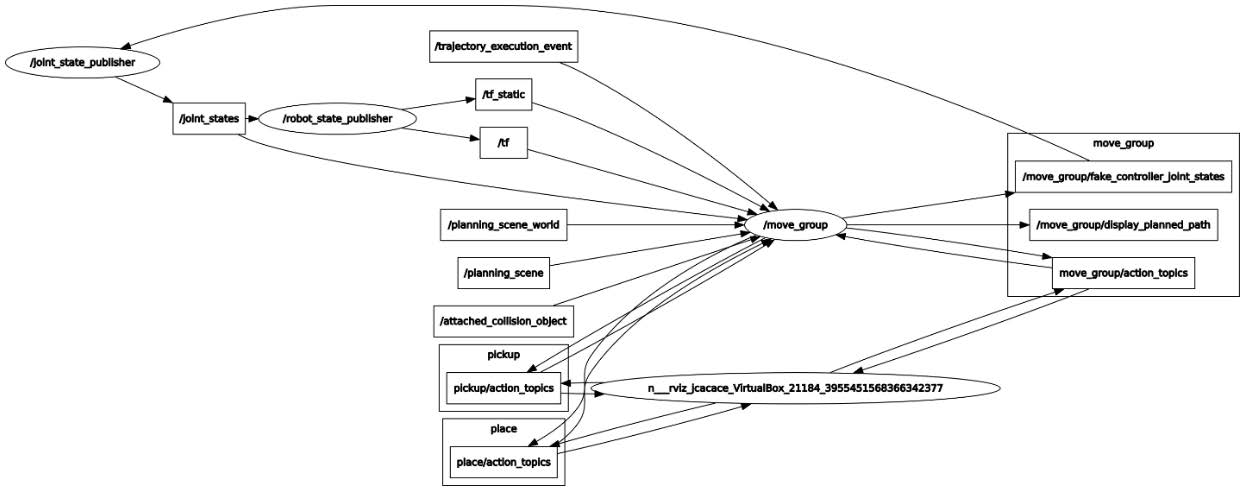 /joint_state_publisher
/trajectory_execution_event
/tf_static
/joint_states
/robot_state_publisher
/tf
move_group
/move_group/fake_controller_joint_states
/planning_scene_world
/move_group
/move_group/display_planned_path
/planning_scene
move_group/action_topics
/attached_collision_object
pickup
pickup/action_topics
n___rviz_jcacace_VirtualBox_21184_3955451568366342377
place
place/action_topics